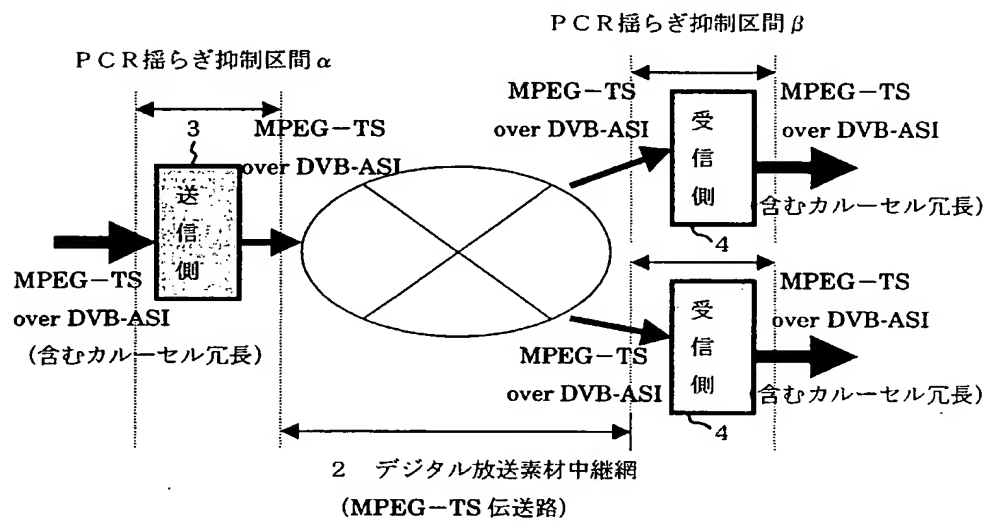 PCR揺らぎ抑制区間β
PCR揺らぎ抑制区間α
MPEG−TS
over DVB-ASI
受信側
MPEG−TS
over DVB-ASI
(含むカルーセル冗長)
4
3
MPEG−TS
over DVB-ASI
送信側
MPEG−TS
over DVB-ASI
(含むカルーセル冗長)
MPEG−TS
over DVB-ASI
受信側
MPEG−TS
over DVB-ASI
(含むカルーセル冗長)
4
2 デジタル放送素材中継網
(MPEG−TS 伝送路)